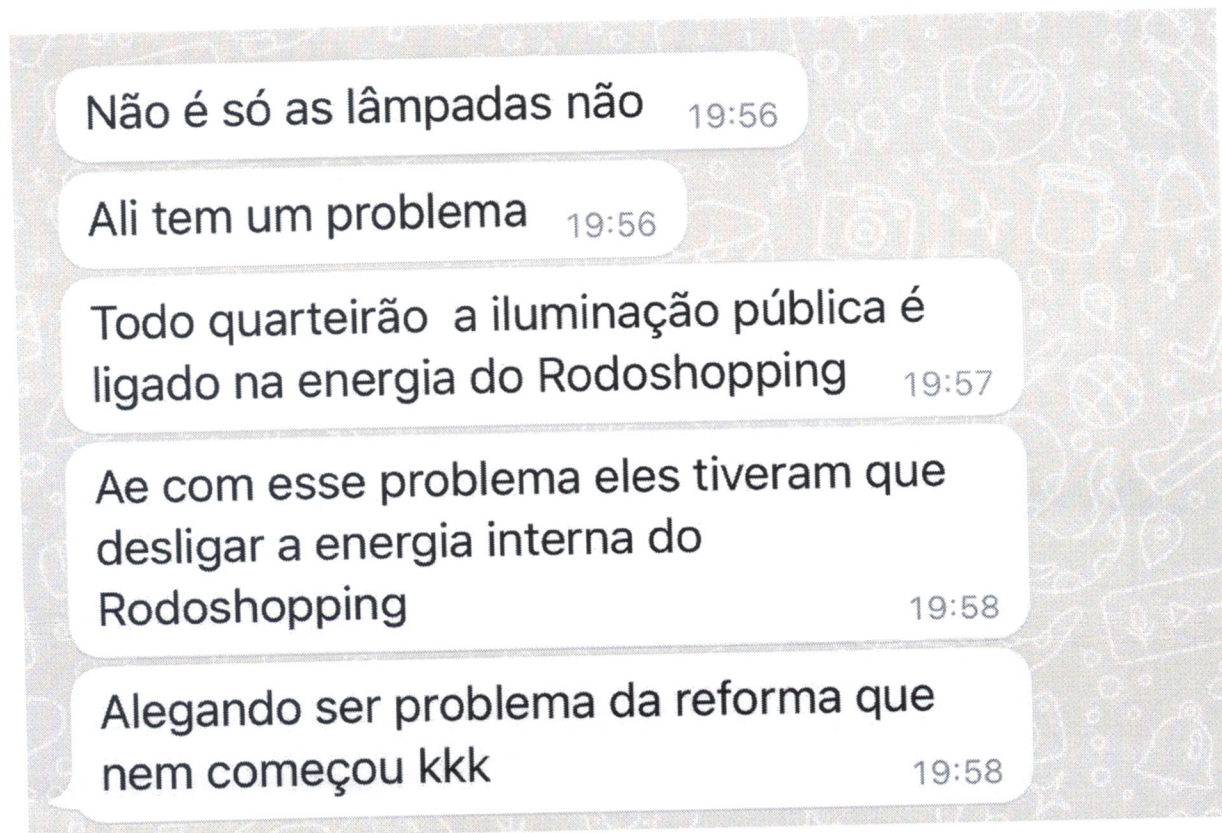 Não é só as lâmpadas não 19:56
Ali tem um problema 19:56
Todo quarteirão  a iluminação pública é
ligado na energia do Rodoshopping 19:57
Ae com esse problema eles tiveram que
desligar a energia interna do
Rodoshopping 19:58
Alegando ser problema da reforma que
nem começou kkk 19:58